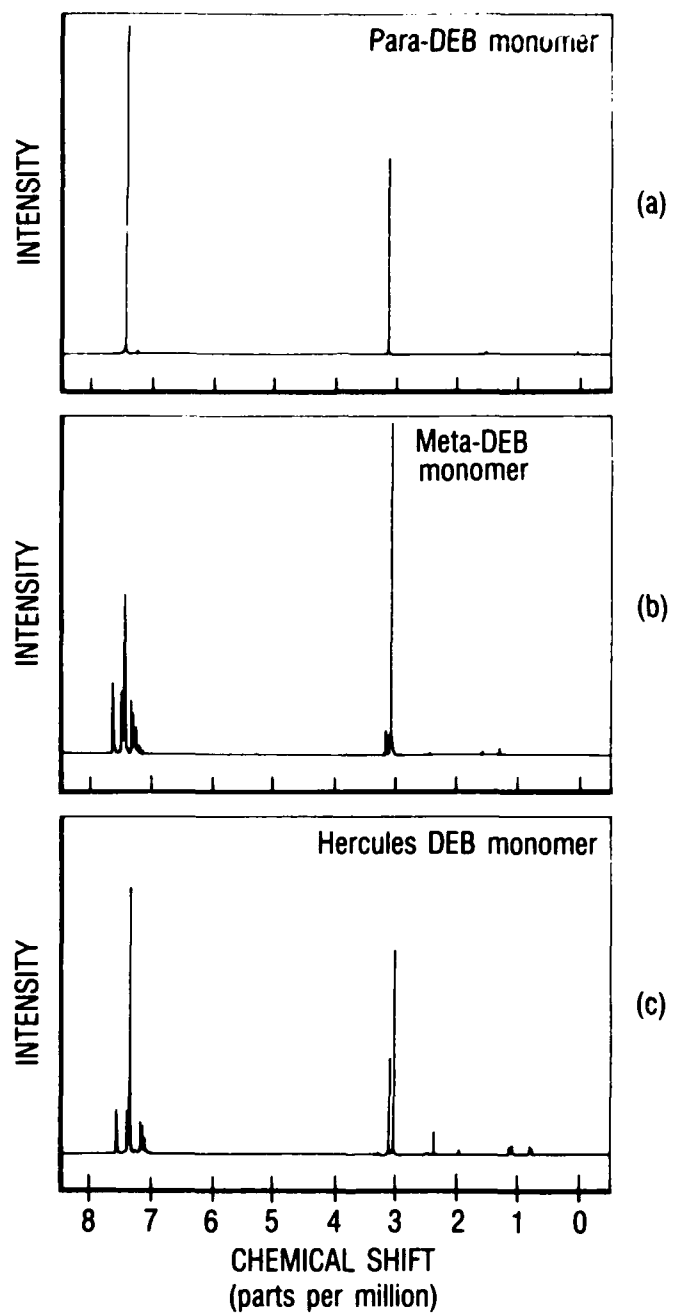 Para-DEB monomer
INTENSITY
(a)
Meta-DEB
monomer
INTENSITY
(b)
Hercules DEB monomer
INTENSITY
(c)
8 7 6 5 4 3 2 1 0
CHEMICAL SHIFT
(parts per million)